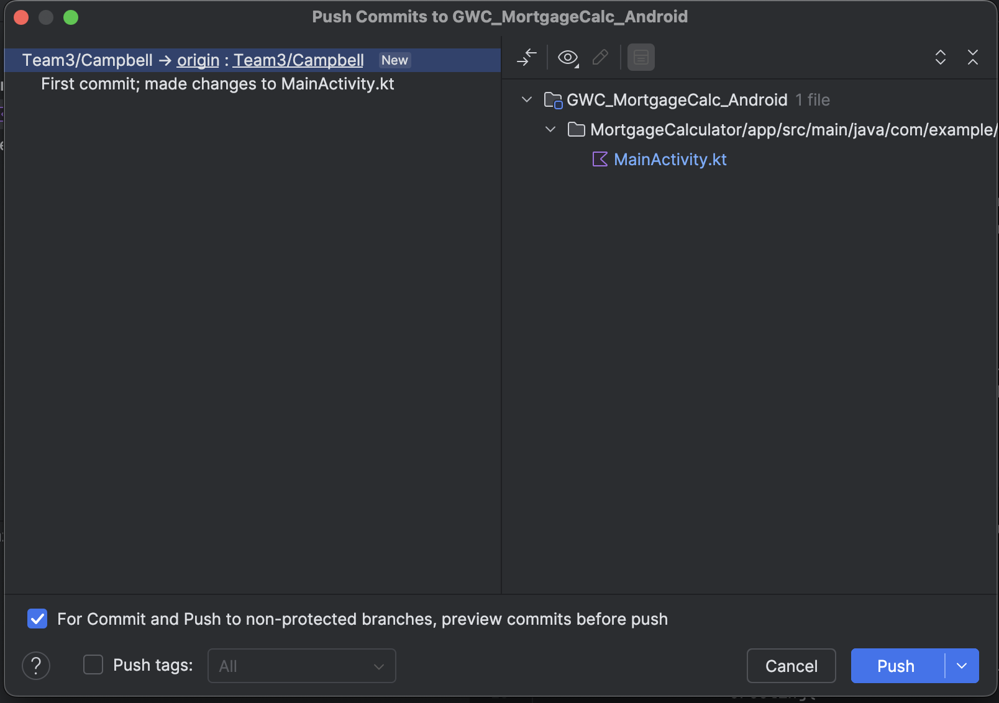 Push Commits to GWC_MortgageCalc_Android
Team3/Campbell → origin : Team3/Campbell New
First commit; made changes to MainActivity.kt
GWC_MortgageCalc_Android 1 file
MortgageCalculator/app/src/main/java/com/example/
MainActivity.kt
For Commit and Push to non-protected branches, preview commits before push
? Push tags: All
Cancel
Push